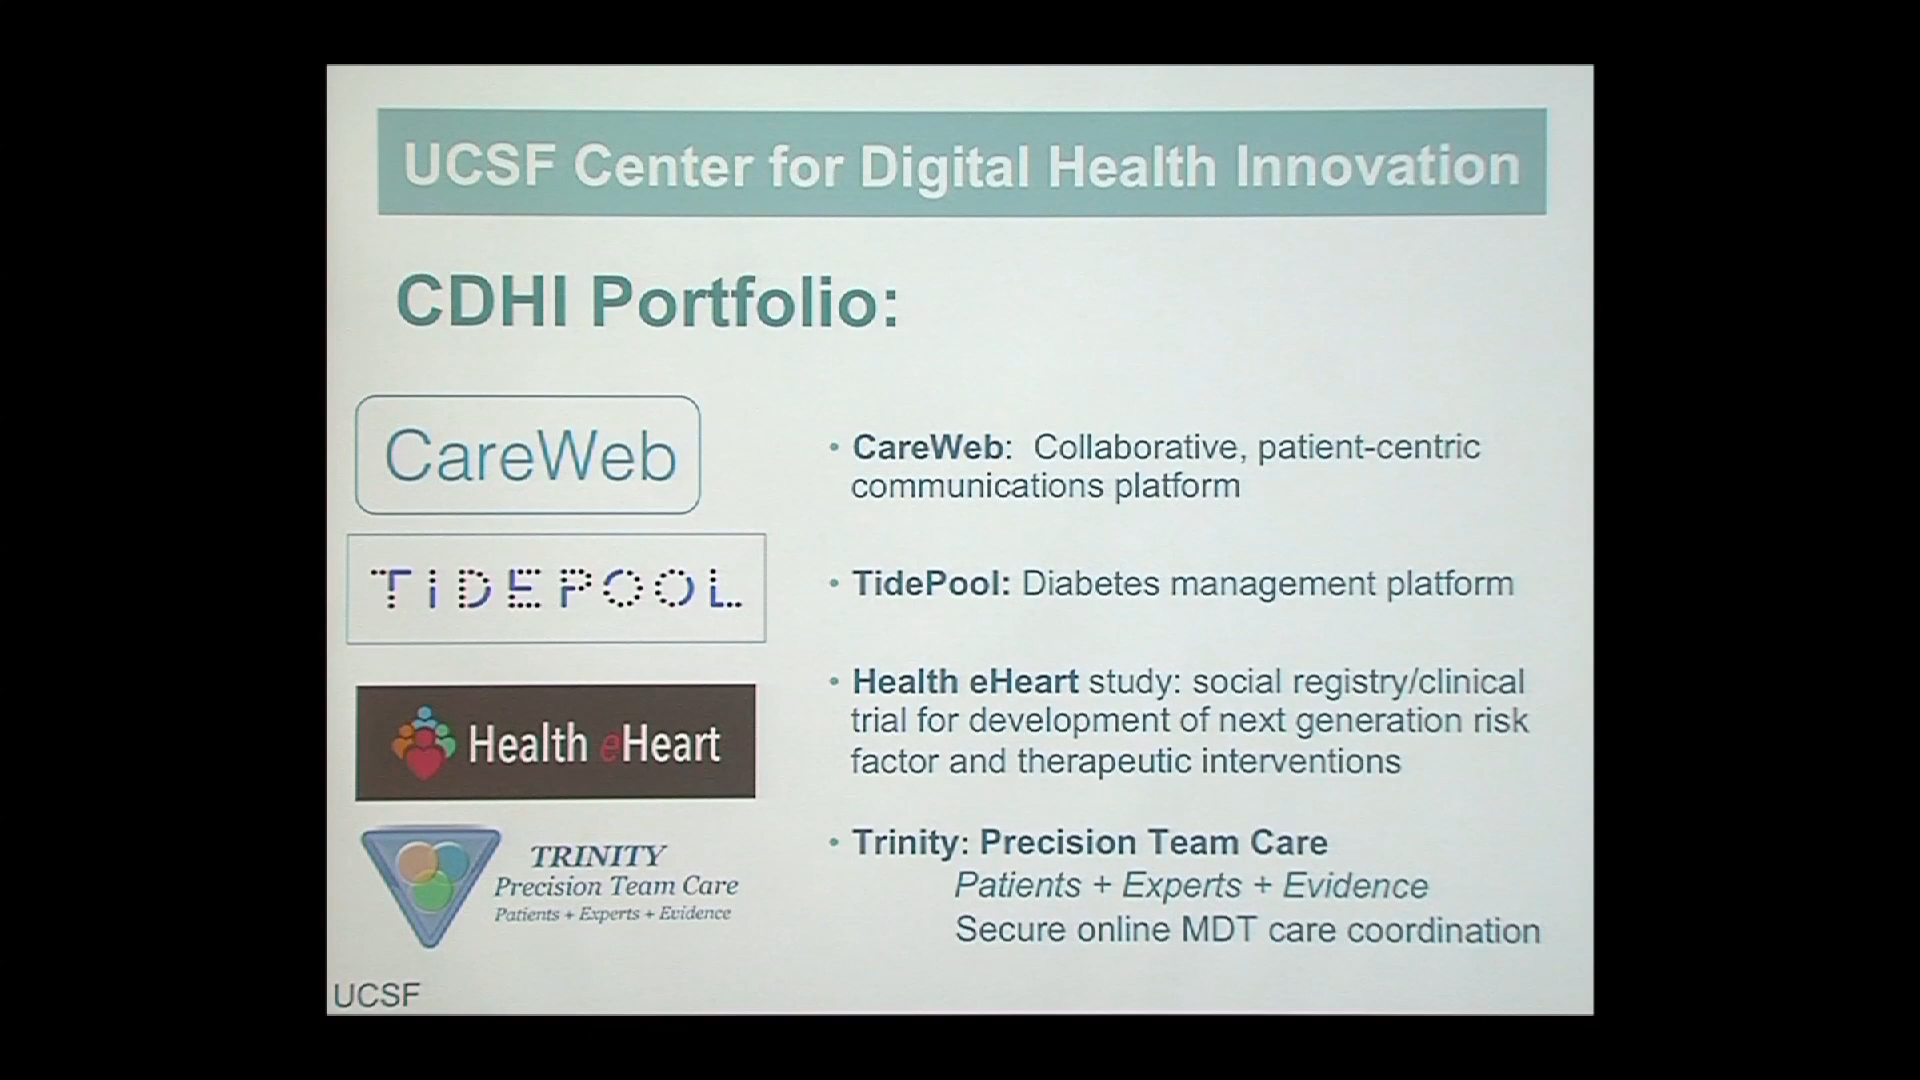 UCSF Center for Digital Health Innovation
CDHI Portfolio:
CareWeb
• CareWeb: Collaborative, patient-centric
communications platform
TIDEPOOL
• TidePool: Diabetes management platform
Health eHeart
• Health eHeart study: social registry/clinical
trial for development of next generation risk
factor and therapeutic interventions
TRINITY
Precision Team Care
Patients + Experts + Evidence
• Trinity: Precision Team Care
Patients + Experts + Evidence
Secure online MDT care coordination
UCSF